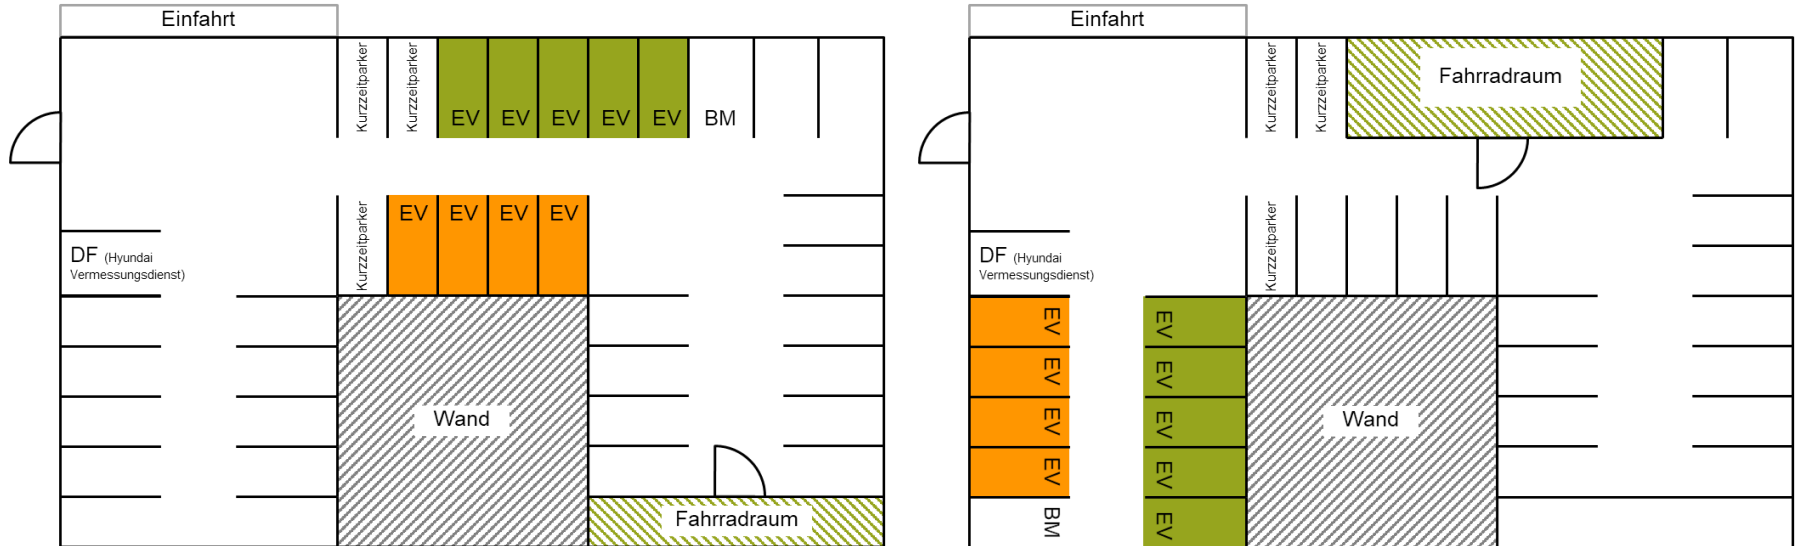 Einfahrt
Kurzzeitparker
Kurzzeitparker
EV
EV
EV
EV
EV
BM
Kurzzeitparker
EV
EV
EV
EV
DF (Hyundai
Vermessungsdienst)
Wand
Fahrradraum
Einfahrt
Kurzzeitparker
Kurzzeitparker
Fahrradraum
Kurzzeitparker
DF (Hyundai
Vermessungsdienst)
EV
EV
EV
EV
EV
EV
Wand
EV
EV
BM
EV